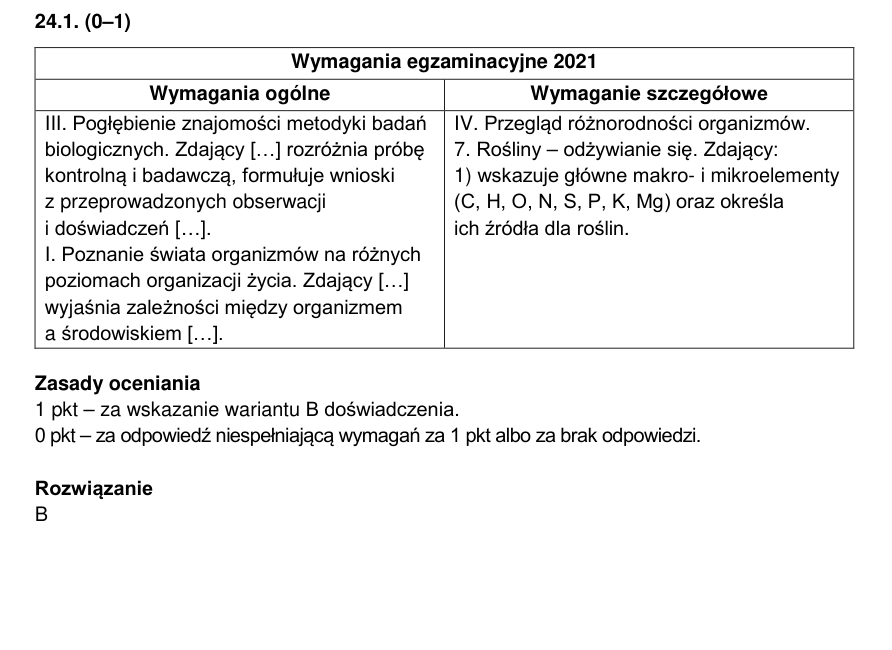 24.1. (0–1)
Wymagania egzaminacyjne 2021
Wymagania ogólne
Wymaganie szczegółowe
III. Pogłębienie znajomości metodyki badań
biologicznych. Zdający […] rozróżnia próbę
kontrolną i badawczą, formułuje wnioski
z przeprowadzonych obserwacji
i doświadczeń […].
I. Poznanie świata organizmów na różnych
poziomach organizacji życia. Zdający […]
wyjaśnia zależności między organizmem
a środowiskiem […].
IV. Przegląd różnorodności organizmów.
7. Rośliny – odżywianie się. Zdający:
1) wskazuje główne makro- i mikroelementy
(C, H, O, N, S, P, K, Mg) oraz określa
ich źródła dla roślin.
Zasady oceniania
1 pkt – za wskazanie wariantu B doświadczenia.
0 pkt – za odpowiedź niespełniającą wymagań za 1 pkt albo za brak odpowiedzi.
Rozwiązanie
B